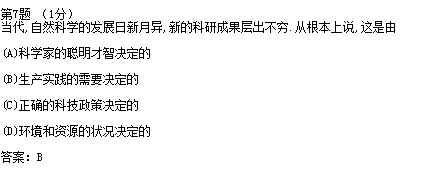 第7题 (1分)
当代,自然科学的发展日新月异,新的科研成果层出不穷.从根本上说,这是由
(A)科学家的聪明才智决定的
(B)生产实践的需要决定的
(C)正确的科技政策决定的
(D)环境和资源的状况决定的
答案: B